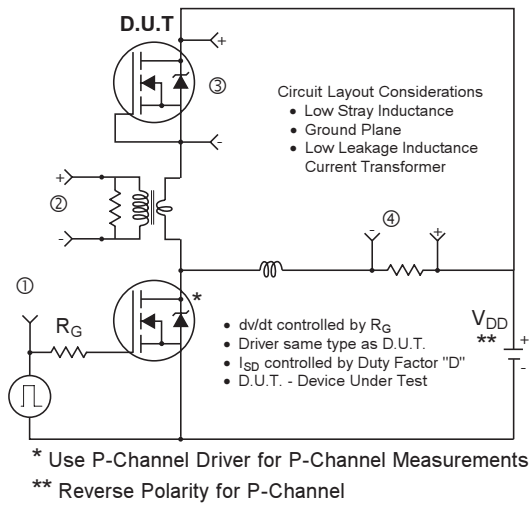 D.U.T
+
③
-
Circuit Layout Considerations
• Low Stray Inductance
• Ground Plane
• Low Leakage Inductance
Current Transformer
+
②
-
④
-
+
①
RG
*
• dv/dt controlled by RG
• Driver same type as D.U.T.
• ISD controlled by Duty Factor "D"
• D.U.T. - Device Under Test
VDD
**
+
-
* Use P-Channel Driver for P-Channel Measurements
** Reverse Polarity for P-Channel